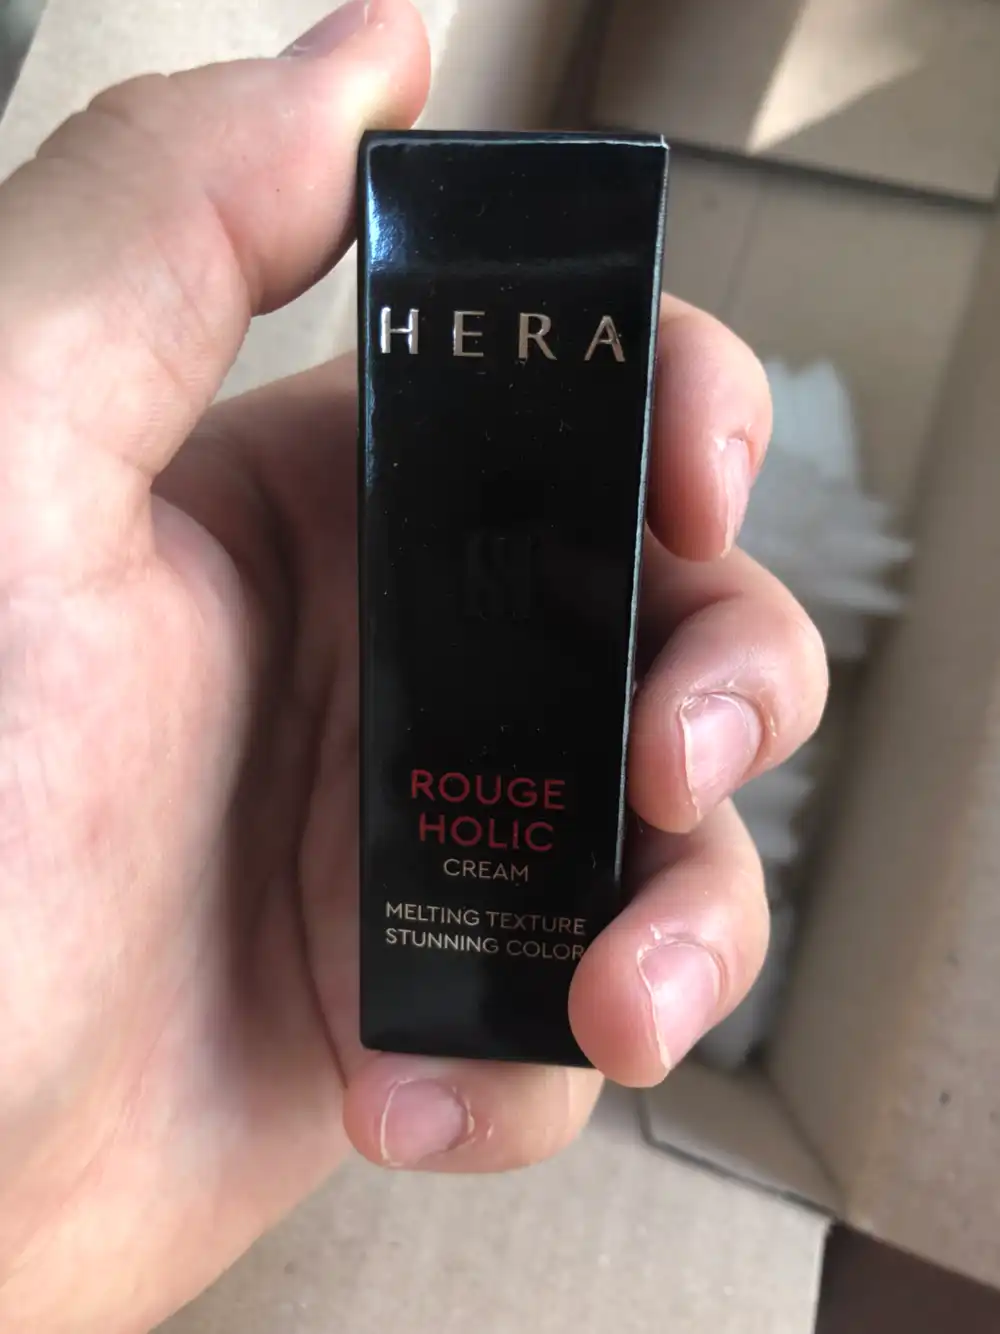 HERA
ROUGE
HOLIC
CREAM
MELTING TEXTURE
STUNNING COLOR